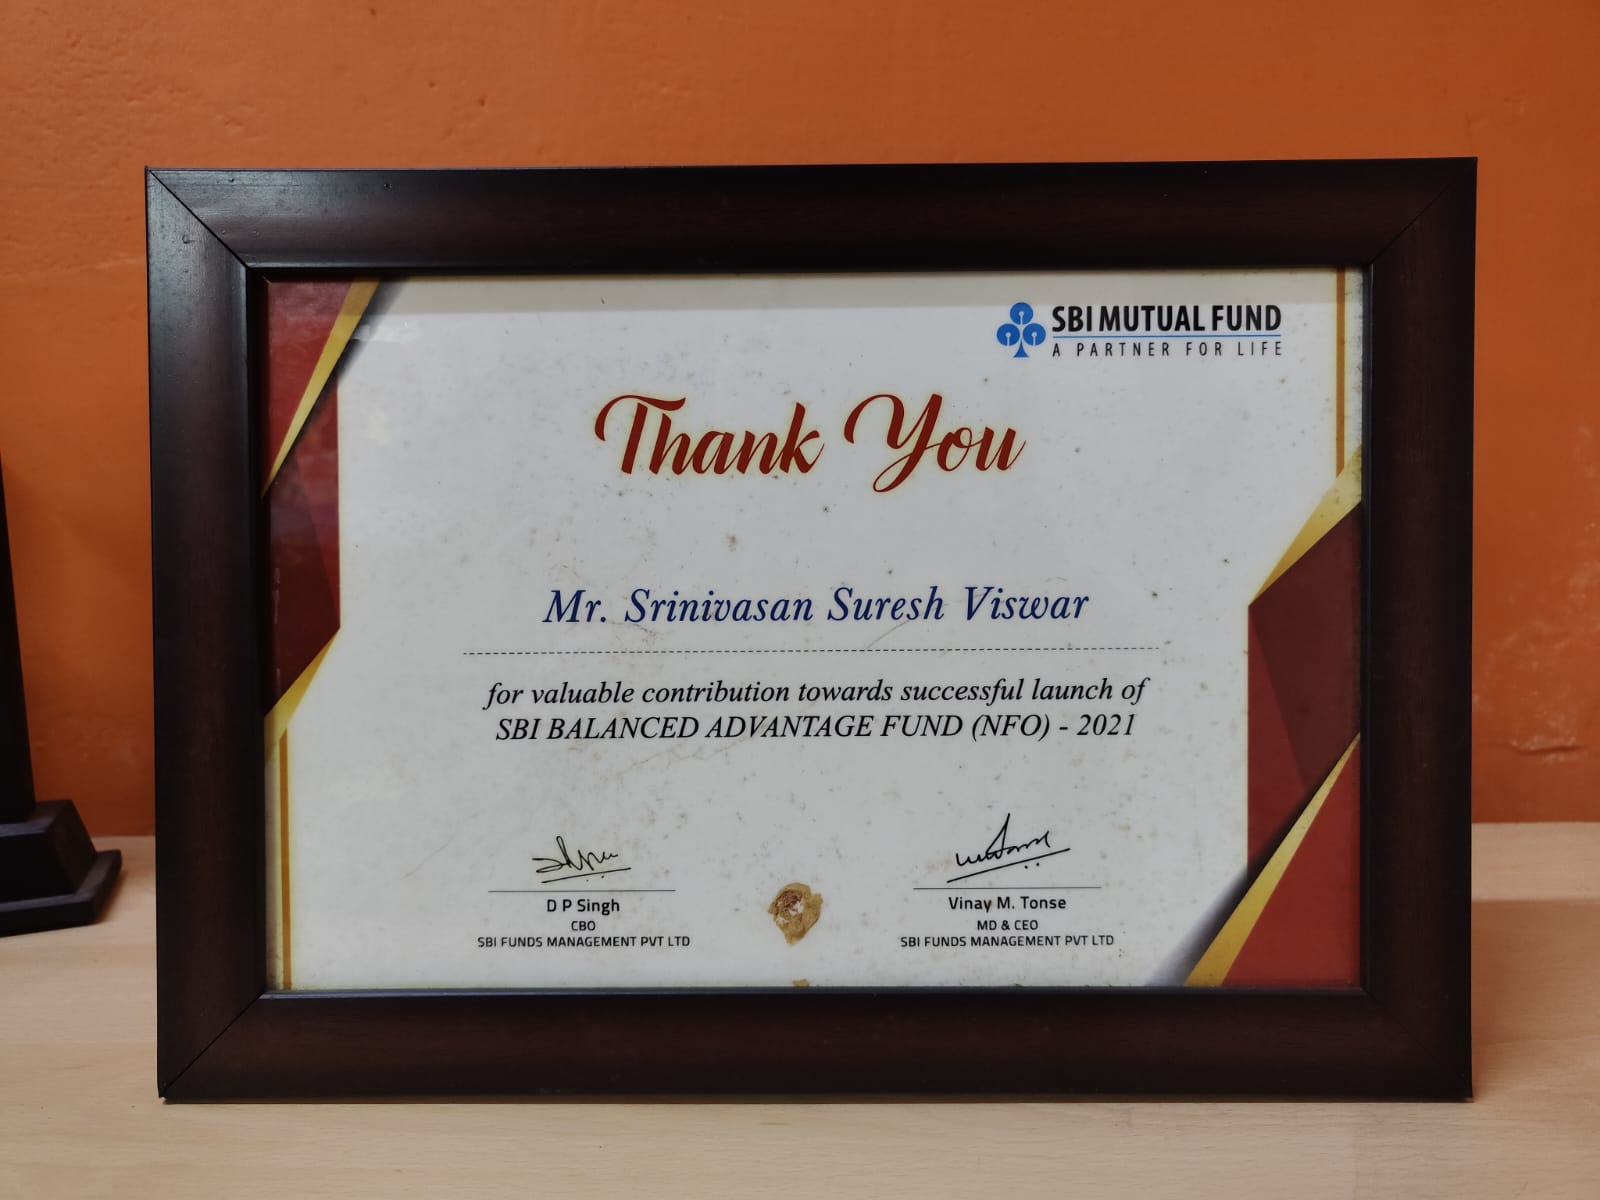 SBI MUTUAL FUND
A PARTNER FOR LIFE
Thank You
Mr. Srinivasan Suresh Viswar
for valuable contribution towards successful launch of
SBI BALANCED ADVANTAGE FUND (NFO) - 2021
D P Singh
CBO
SBI FUNDS MANAGEMENT PVT LTD
Vinay M. Tonse
MD & CEO
SBI FUNDS MANAGEMENT PVT LTD